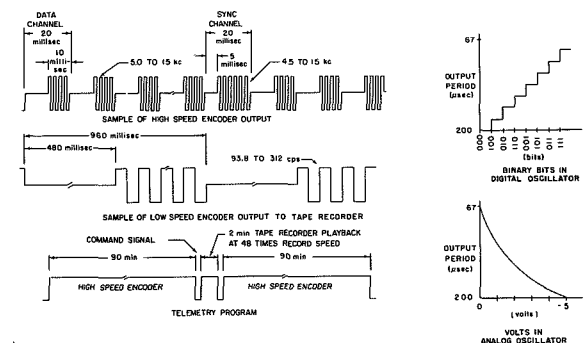 DATA
CHANNEL
20
millisec
10
milli-
sec
5.0 TO 15 kc
SYNC
CHANNEL
20
millisec
5
millisec
4.5 TO 15 kc
SAMPLE OF HIGH SPEED ENCODER OUTPUT
960 millisec
480 millisec
93.8 TO 312 cps
SAMPLE OF LOW SPEED ENCODER OUTPUT TO TAPE RECORDER
COMMAND SIGNAL
2 min TAPE RECORDER PLAYBACK
AT 48 TIMES RECORD SPEED
90 min
90 min
HIGH SPEED ENCODER
HIGH SPEED ENCODER
TELEMETRY PROGRAM
67
OUTPUT
PERIOD
(μsec)
200
000
001
010
011
100
101
110
111
(bits)
BINARY BITS IN
DIGITAL OSCILLATOR
67
OUTPUT
PERIOD
(μsec)
200
0
- 5
(volts)
VOLTS IN
ANALOG OSCILLATOR